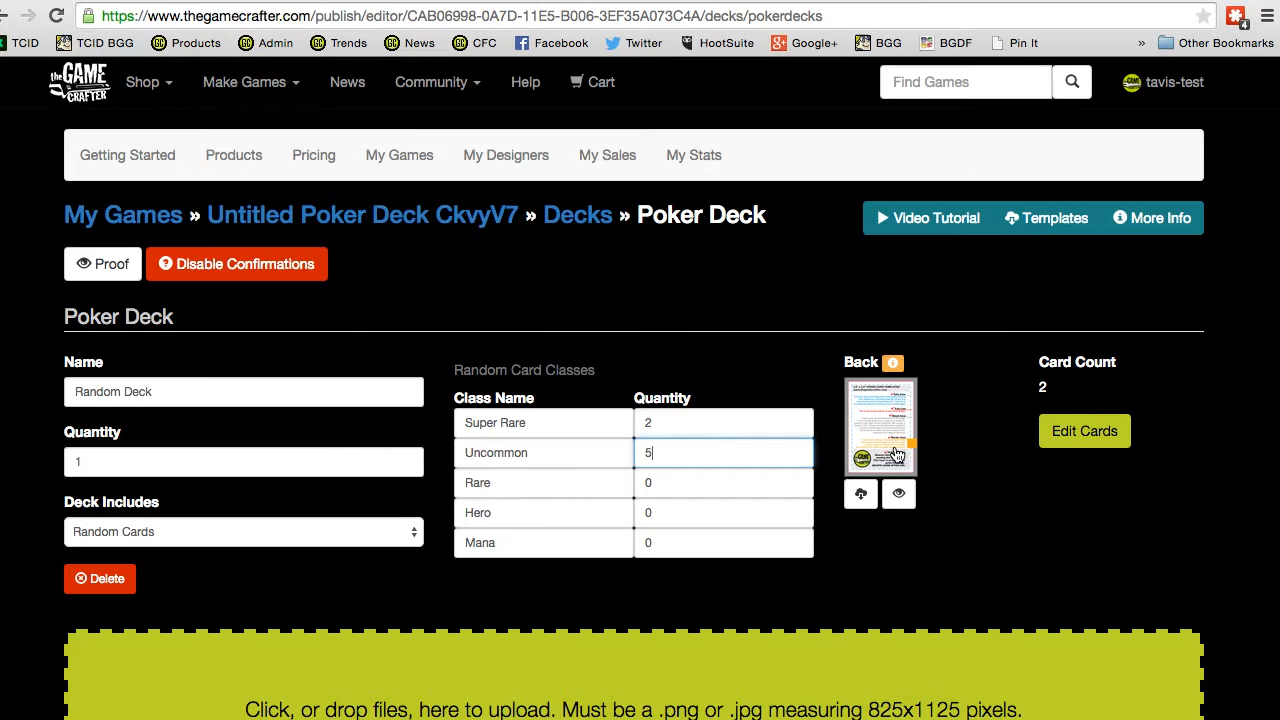 https://www.thegamecrafter.com/publish/editor/CAB06998-0A7D-11E5-B006-3EF35A073C4A/decks/pokerdecks
TCID TCID BGG Products Admin Trends News CFC Facebook Twitter HootSuite Google+ BGG BGDF Pin It » Other Bookmarks
the GAME CRAFTER Shop Make Games News Community Help Cart Find Games tavis-test
Getting Started Products Pricing My Games My Designers My Sales My Stats
My Games » Untitled Poker Deck CkvyV7 » Decks » Poker Deck Video Tutorial Templates More Info
Proof Disable Confirmations
Poker Deck
Name Random Card Classes Back Card Count
Random Deck Class Name Quantity 2
Quantity Super Rare 2 Edit Cards
1 Uncommon 5
Deck Includes Rare 0
Random Cards Hero 0
Delete Mana 0
Click, or drop files, here to upload. Must be a .png or .jpg measuring 825x1125 pixels.